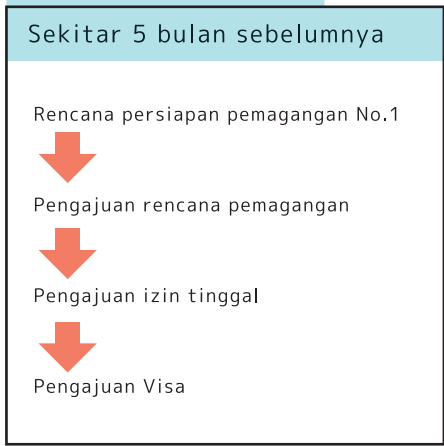 Sekitar 5 bulan sebelumnya
Rencana persiapan pemagangan No.1
Pengajuan rencana pemagangan
Pengajuan izin tinggal
Pengajuan Visa